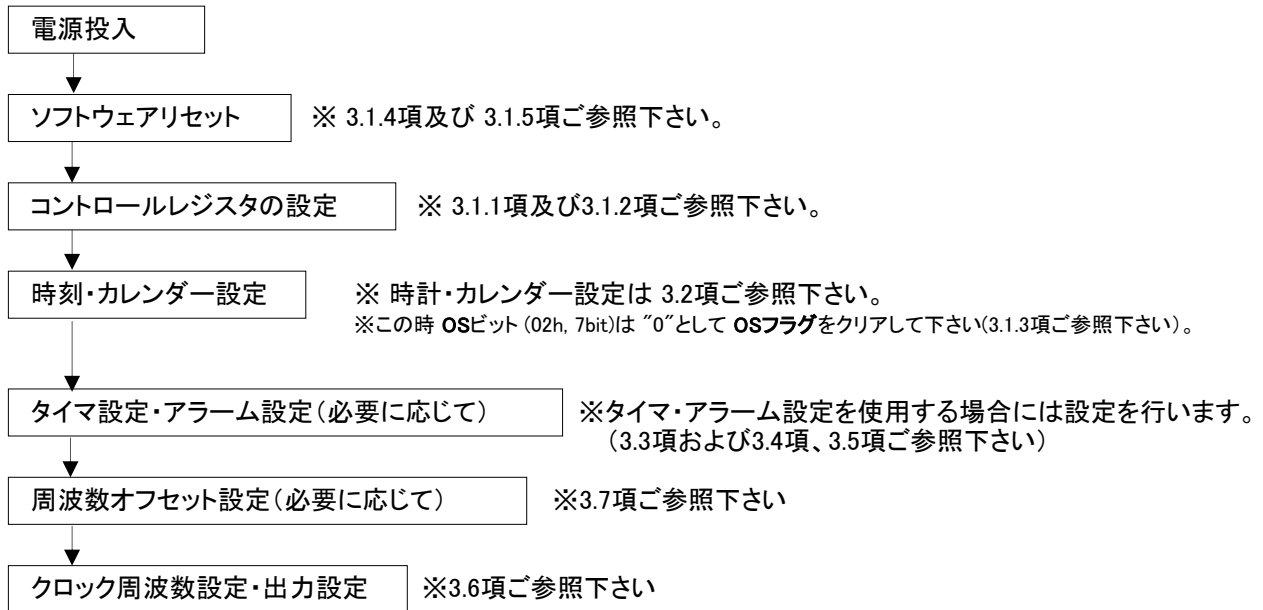 電源投入
ソフトウェアリセット ※ 3.1.4項及び 3.1.5項ご参照下さい。
コントロールレジスタの設定 ※ 3.1.1項及び3.1.2項ご参照下さい。
時刻・カレンダー設定 ※ 時計・カレンダー設定は 3.2項ご参照下さい。
※この時 OSビット (02h, 7bit)は ”0”として OSフラグをクリアして下さい(3.1.3項ご参照下さい)。
タイマ設定・アラーム設定(必要に応じて) ※タイマ・アラーム設定を使用する場合には設定を行います。
(3.3項および3.4項、3.5項ご参照下さい)
周波数オフセット設定(必要に応じて) ※3.7項ご参照下さい
クロック周波数設定・出力設定 ※3.6項ご参照下さい